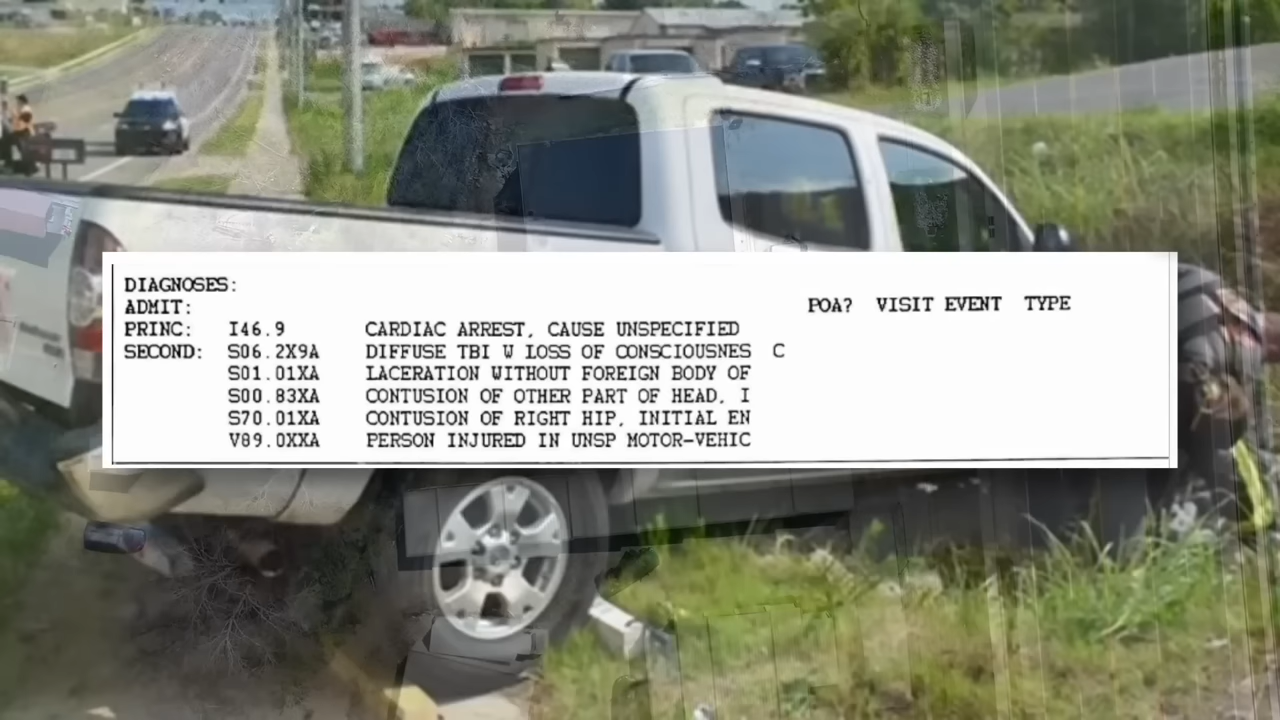 DIAGNOSES:
ADMIT: POA? VISIT EVENT TYPE
PRINC: I46.9 CARDIAC ARREST, CAUSE UNSPECIFIED
SECOND: S06.2X9A DIFFUSE TBI W LOSS OF CONSCIOUSNES C
S01.01XA LACERATION WITHOUT FOREIGN BODY OF
S00.83XA CONTUSION OF OTHER PART OF HEAD, I
S70.01XA CONTUSION OF RIGHT HIP, INITIAL EN
V89.0XXA PERSON INJURED IN UNSP MOTOR-VEHIC